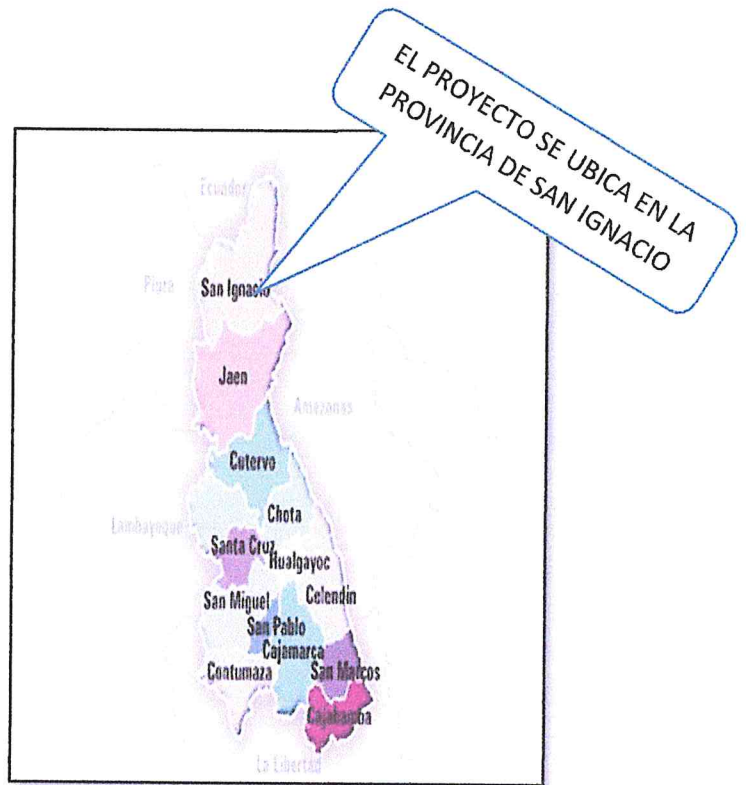 EL PROYECTO SE UBICA EN LA
PROVINCIA DE SAN IGNACIO
Ecuador
Piura
San Ignacio
Jaen
Amazonas
Cutervo
Lambayeque
Chota
Santa Cruz
Hualgayoc
San Miguel
Celendin
San Pablo
Cajamarca
Contumaza
San Marcos
Cajabamba
La Libertad